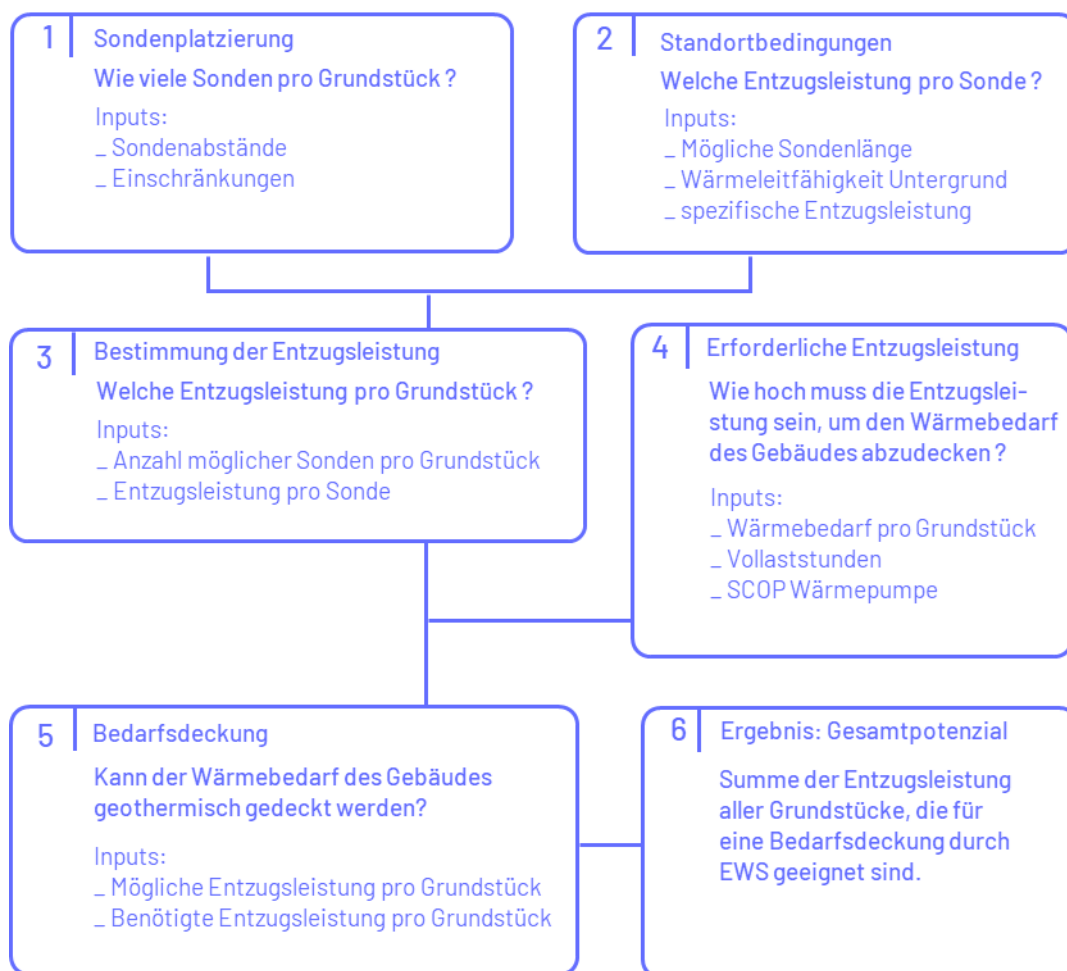 1
Sondenplatzierung
Wie viele Sonden pro Grundstück ?
Inputs:
_ Sondenabstände
_ Einschränkungen
2
Standortbedingungen
Welche Entzugsleistung pro Sonde ?
Inputs:
_ Mögliche Sondenlänge
_ Wärmeleitfähigkeit Untergrund
_ spezifische Entzugsleistung
3
Bestimmung der Entzugsleistung
Welche Entzugsleistung pro Grundstück ?
Inputs:
_ Anzahl möglicher Sonden pro Grundstück
_ Entzugsleistung pro Sonde
4
Erforderliche Entzugsleistung
Wie hoch muss die Entzugslei-
stung sein, um den Wärmebedarf
des Gebäudes abzudecken ?
Inputs:
_ Wärmebedarf pro Grundstück
_ Vollaststunden
_ SCOP Wärmepumpe
5
Bedarfsdeckung
Kann der Wärmebedarf des Gebäudes
geothermisch gedeckt werden?
Inputs:
_ Mögliche Entzugsleistung pro Grundstück
_ Benötigte Entzugsleistung pro Grundstück
6
Ergebnis: Gesamtpotenzial
Summe der Entzugsleistung
aller Grundstücke, die für
eine Bedarfsdeckung durch
EWS geeignet sind.